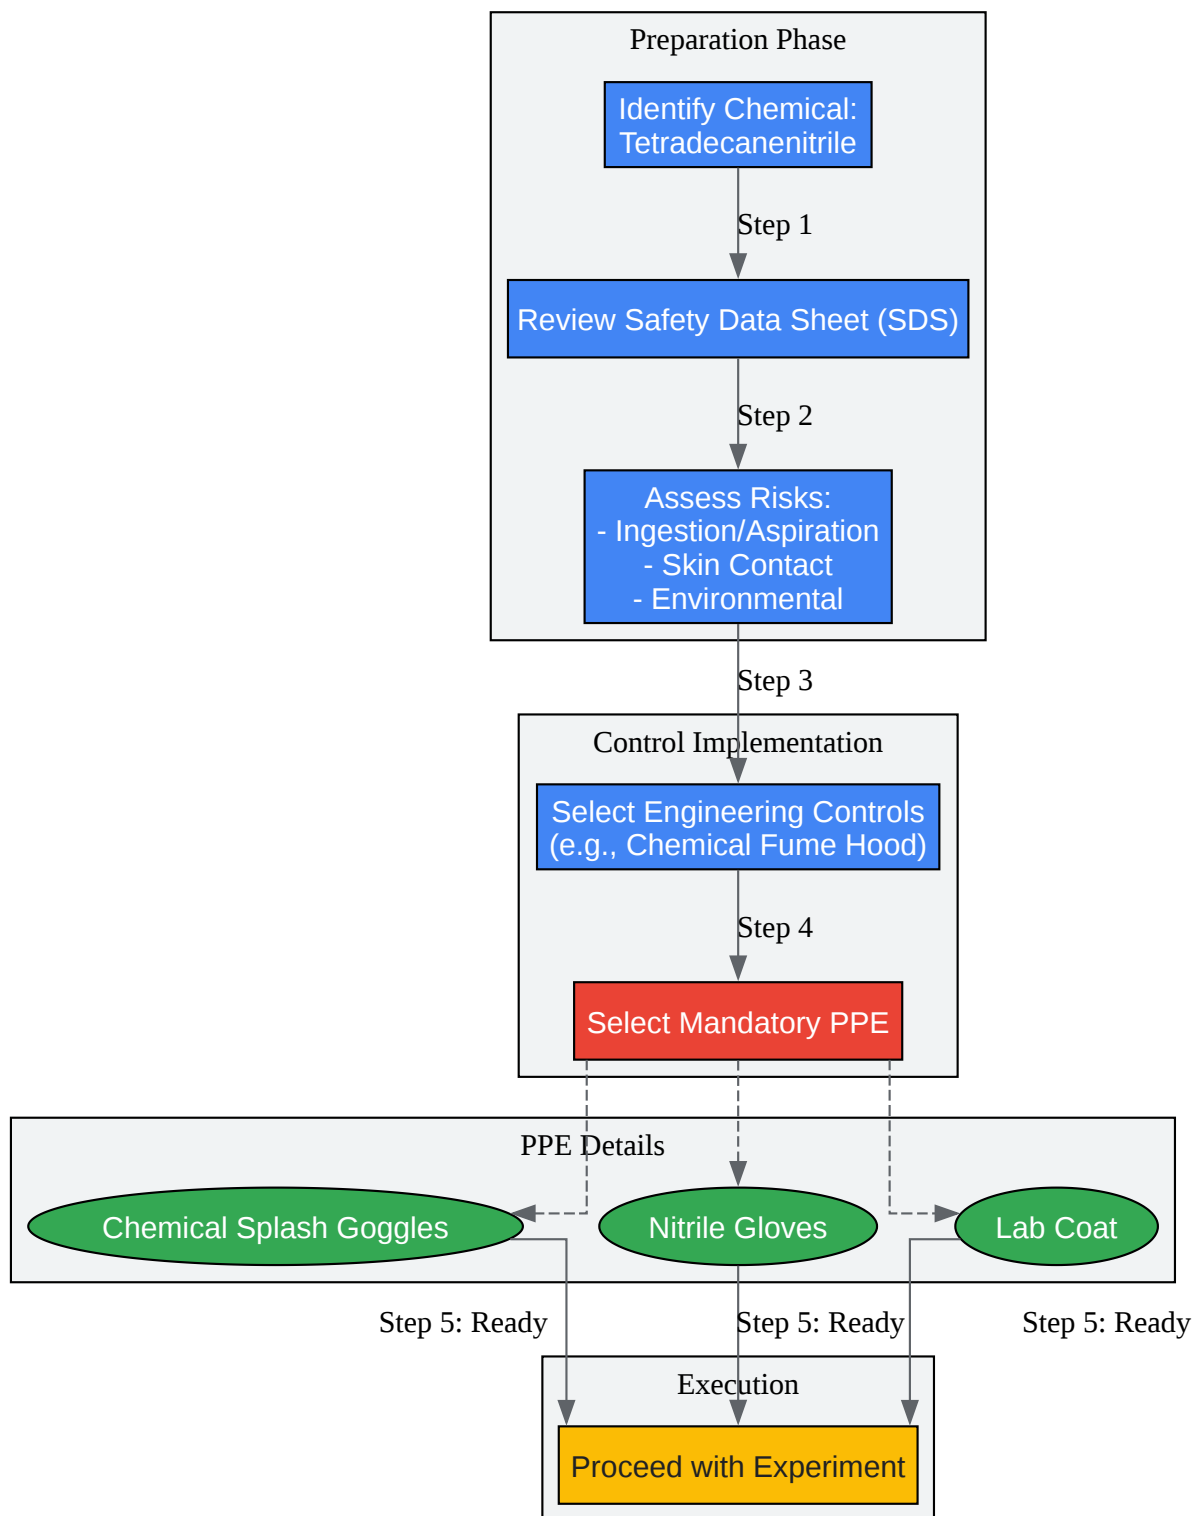 Preparation Phase
Identify Chemical:
Tetradecanenitrile
Step 1
Review Safety Data Sheet (SDS)
Step 2
Assess Risks:
- Ingestion/Aspiration
- Skin Contact
- Environmental
Step 3
Control Implementation
Select Engineering Controls
(e.g., Chemical Fume Hood)
Step 4
Select Mandatory PPE
PPE Details
Chemical Splash Goggles
Nitrile Gloves
Lab Coat
Step 5: Ready
Step 5: Ready
Step 5: Ready
Execution
Proceed with Experiment